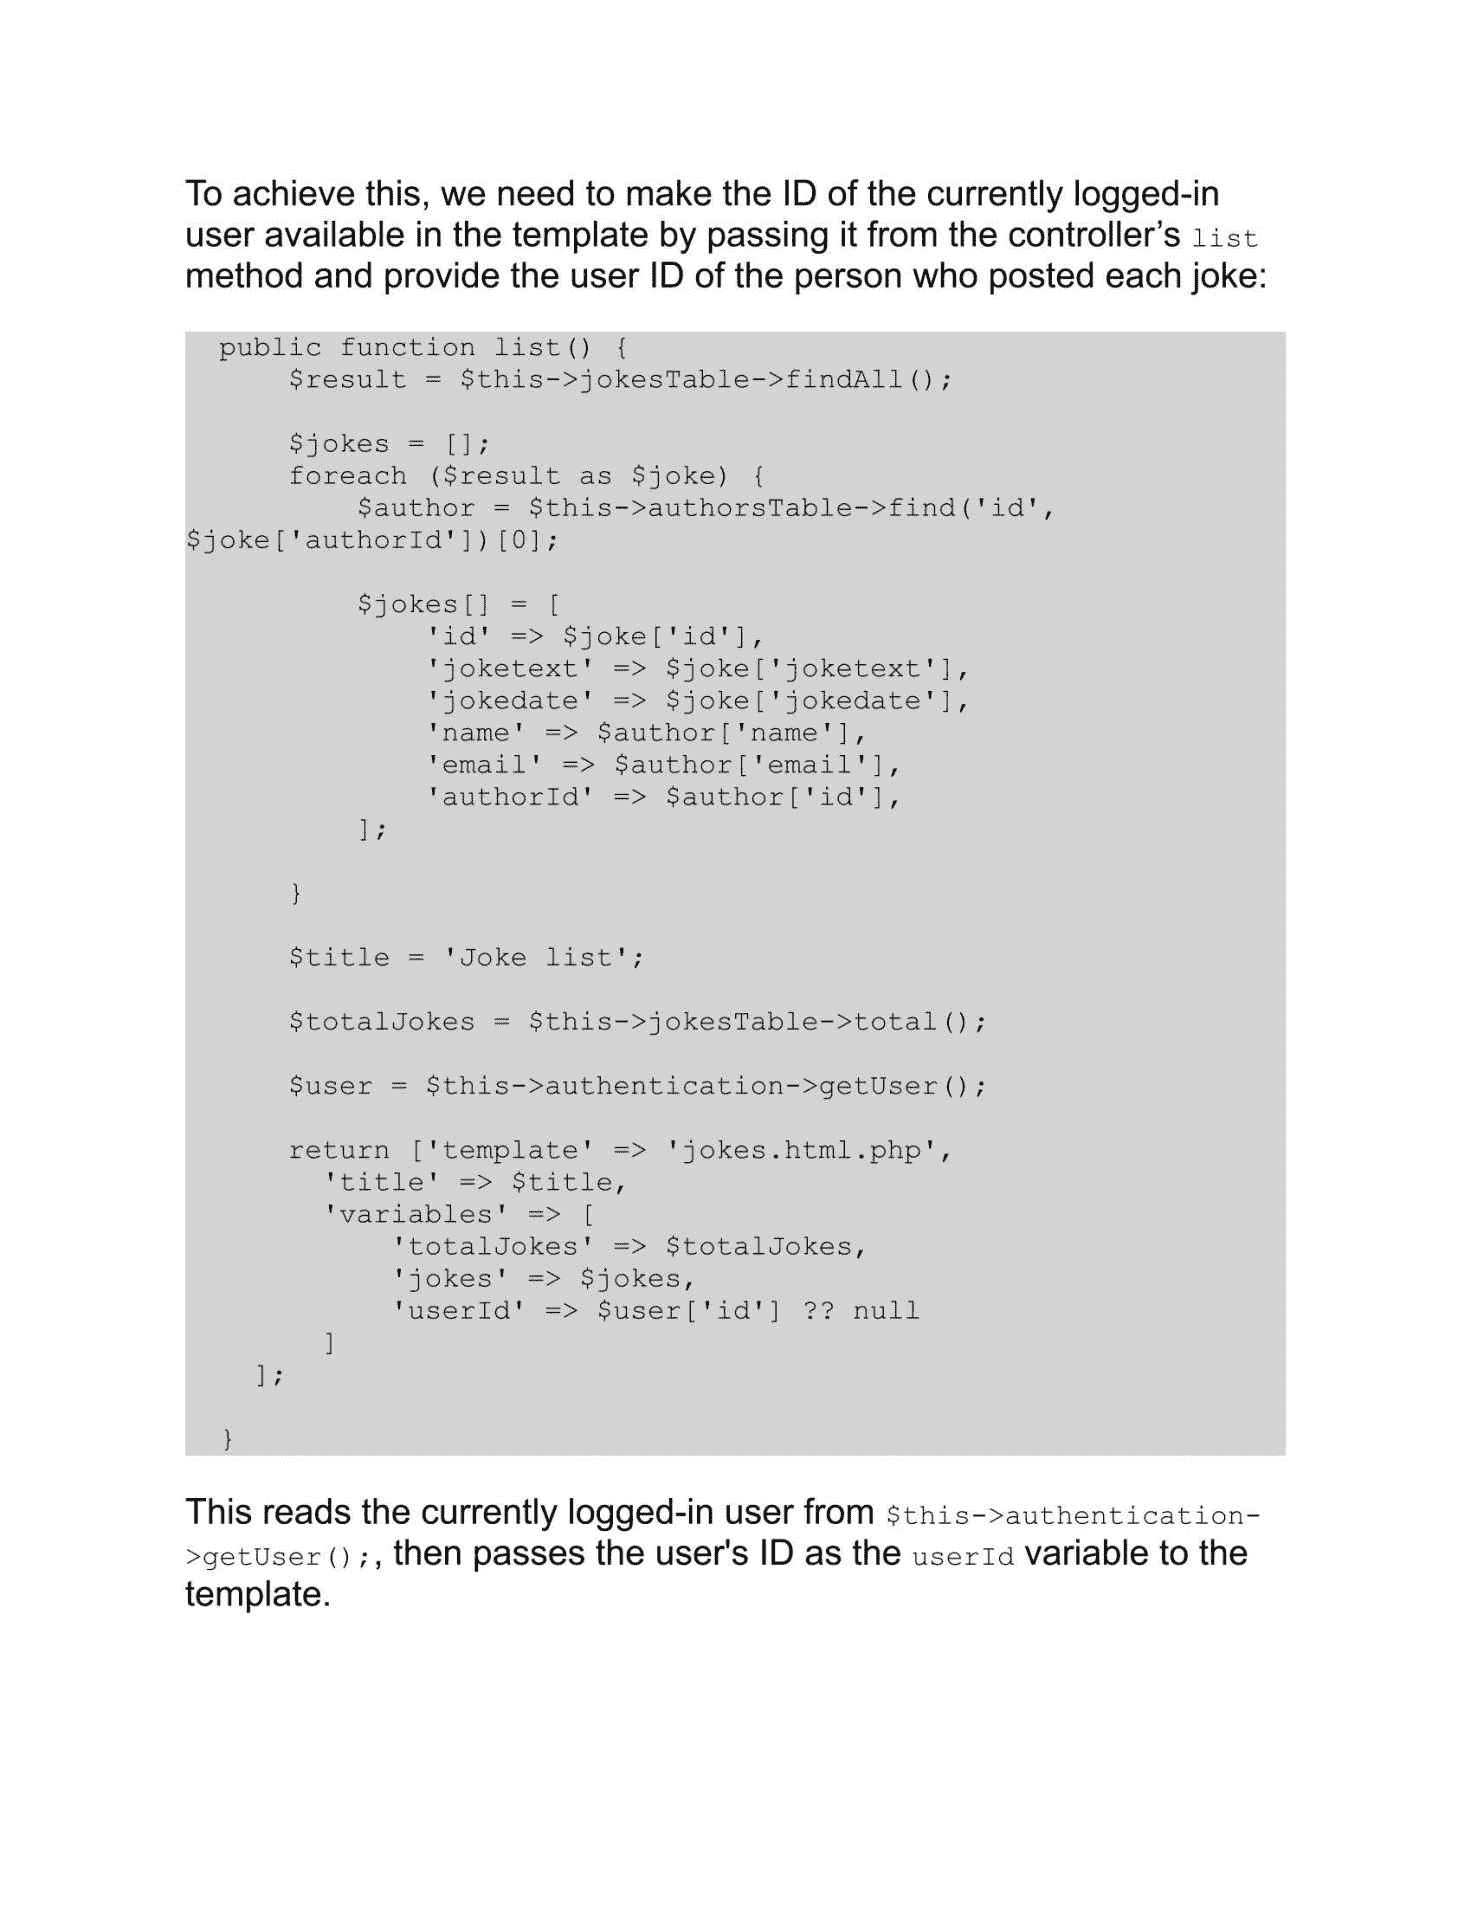 To achieve this, we need to make the ID of the currently logged-in
user available in the template by passing it from the controller’s list
method and provide the user ID of the person who posted each joke:
public function list() {
$result = $this->jokesTable->findAll();
$jokes = [];
foreach ($result as $joke) {
$author = $this->authorsTable->find('id',
$joke['authorId'])[0];
$jokes[] = [
'id' => $joke['id'],
'joketext' => $joke['joketext'],
'jokedate' => $joke['jokedate'],
'name' => $author['name'],
'email' => $author['email'],
'authorId' => $author['id'],
];
}
$title = 'Joke list';
$totalJokes = $this->jokesTable->total();
$user = $this->authentication->getUser();
return ['template' => 'jokes.html.php',
'title' => $title,
'variables' => [
'totalJokes' => $totalJokes,
'jokes' => $jokes,
'userId' => $user['id'] ?? null
]
];
}
This reads the currently logged-in user from $this->authentication-
>getUser();, then passes the user's ID as the userId variable to the
template.